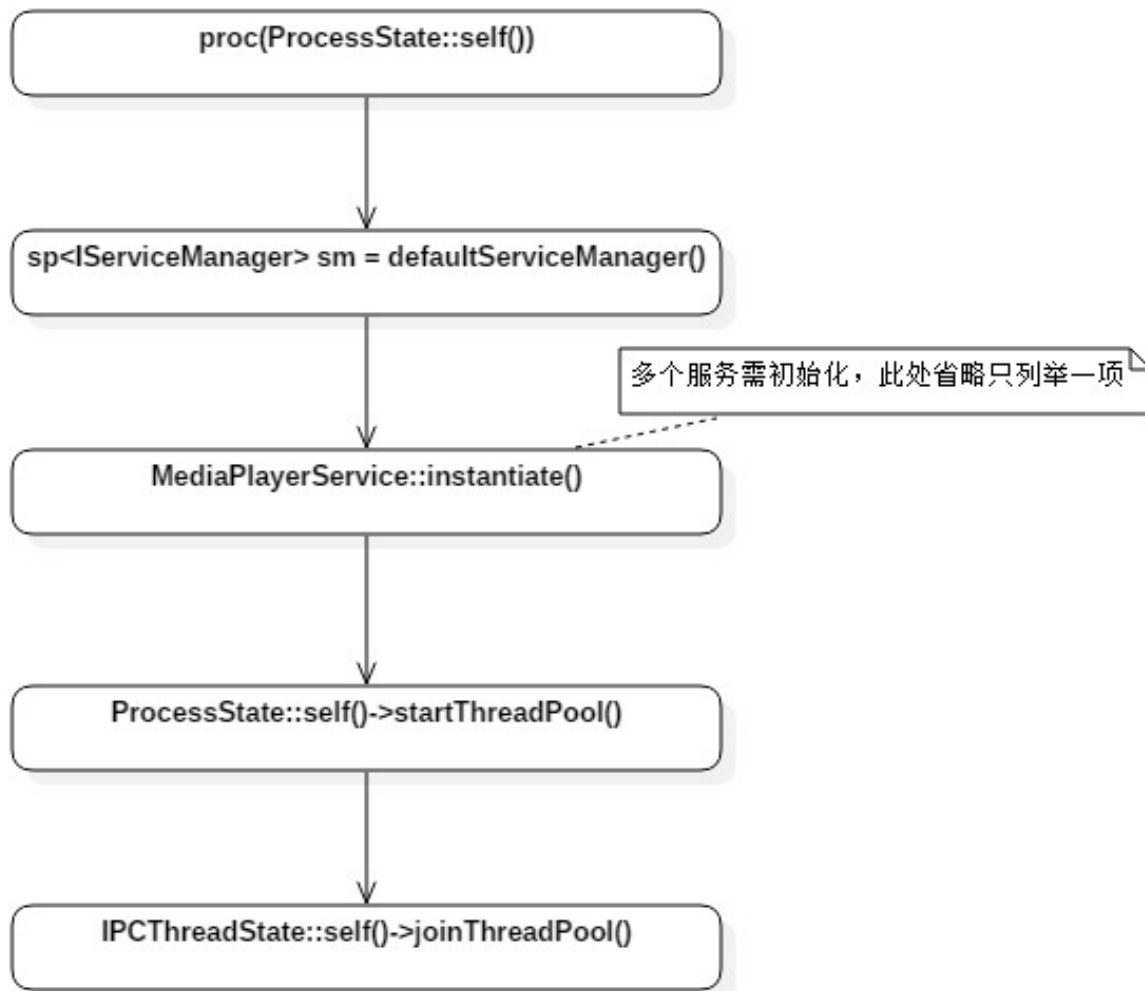 proc(ProcessState::self())
sp<IServiceManager> sm = defaultServiceManager()
多个服务需初始化，此处省略只列举一项
MediaPlayerService::instantiate()
ProcessState::self()->startThreadPool()
IPCThreadState::self()->joinThreadPool()